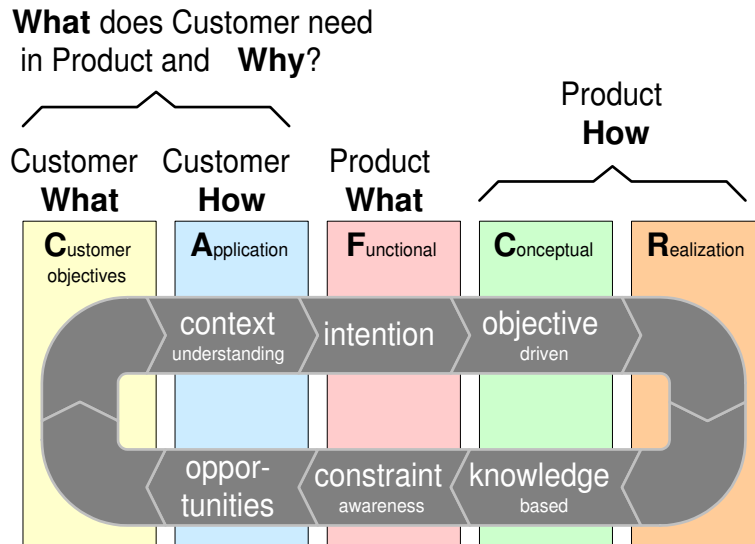 What does Customer need
in Product and Why?
Product
How
Customer
What
Customer
How
Product
What
Customer
objectives
Application
Functional
Conceptual
Realization
context
understanding
intention
objective
driven
oppor-
tunities
constraint
awareness
knowledge
based